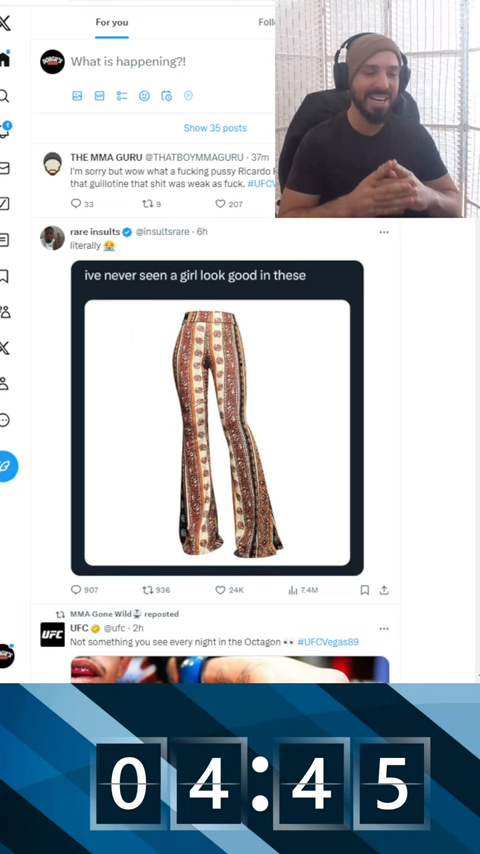 For you
Foll
What is happening?!
Show 35 posts
THE MMA GURU @THATBOYMMAGURU · 37m
I'm sorry but wow what a fucking pussy Ricardo
that guillotine that shit was weak as fuck. #UFCV
33
9
207
rare insults @insultsrare · 6h
literally 😭
ive never seen a girl look good in these
907
936
24K
7.4M
MMA Gone Wild reposted
UFC
UFC @ufc · 2h
Not something you see every night in the Octagon 👀 #UFCVegas89
04:45